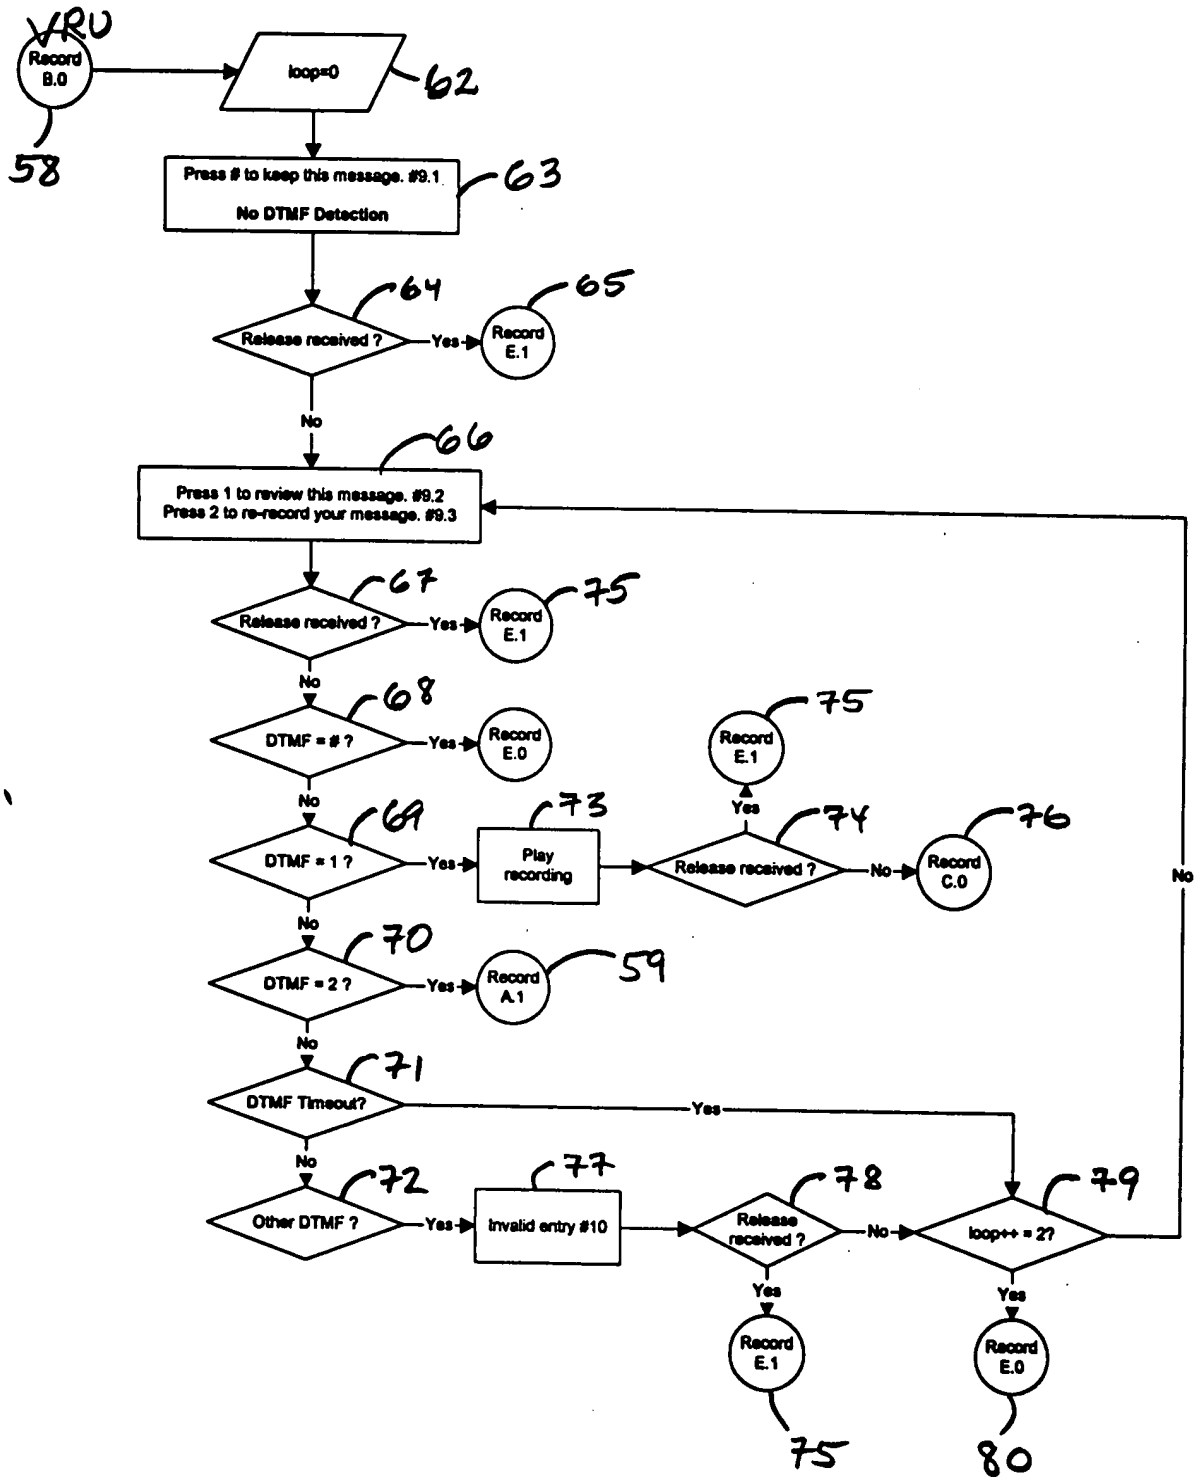 VRU
Record
B.0
58
loop=0
62
Press # to keep this message. #9.1
No DTMF Detection
63
64
Release received ?
Yes
65
Record
E.1
No
66
Press 1 to review this message. #9.2
Press 2 to re-record your message. #9.3
67
Release received ?
Yes
75
Record
E.1
No
68
DTMF = # ?
Yes
Record
E.0
No
69
DTMF = 1 ?
Yes
73
Play
recording
74
Release received ?
Yes
75
Record
E.1
No
76
Record
C.0
No
No
70
DTMF = 2 ?
Yes
59
Record
A.1
No
71
DTMF Timeout?
Yes
No
72
Other DTMF ?
Yes
77
Invalid entry #10
78
Release
received ?
No
79
loop++ = 2?
Yes
Record
E.1
75
Yes
Record
E.0
80